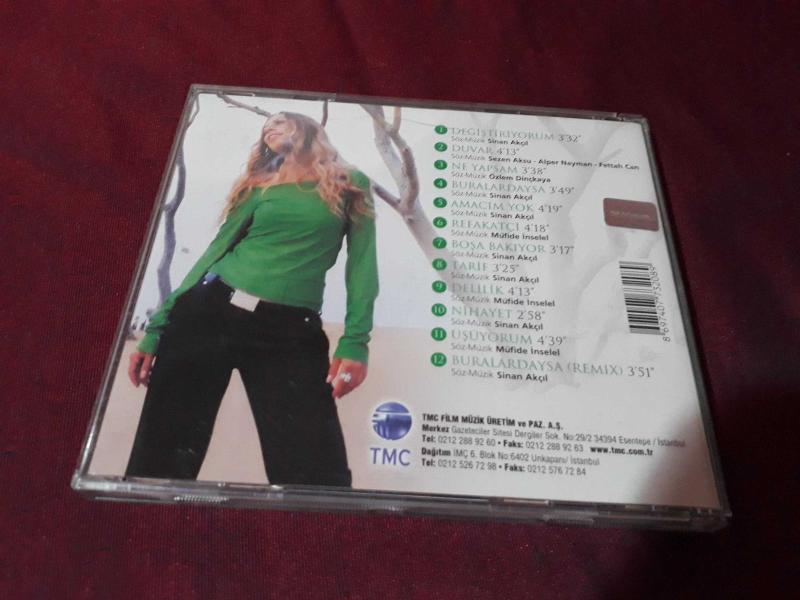 1 DEĞİŞTİRİYORUM 3'32"
Söz-Müzik Sinan Akçıl
2 DUVAR 4'13"
Söz-Müzik Sezen Aksu - Alper Nayman - Fettah Can
3 NE YAPSAM 3'38"
Söz-Müzik Özlem Dinçkaya
4 BURALARDAYSA 3'49"
Söz-Müzik Sinan Akçıl
5 AMACIM YOK 4'19"
Söz-Müzik Sinan Akçıl
6 REFAKATÇİ 4'18"
Söz-Müzik Müfide İnselel
7 BOŞA BAKIYOR 3'17"
Söz-Müzik Sinan Akçıl
8 TARİF 3'25"
Söz-Müzik Sinan Akçıl
9 DELİLİK 4'13"
Söz-Müzik Müfide İnselel
10 NİHAYET 2'58"
Söz-Müzik Sinan Akçıl
11 ÜŞÜYORUM 4'39"
Söz-Müzik Müfide İnselel
12 BURALARDAYSA (REMIX) 3'51"
Söz-Müzik Sinan Akçıl
8 697407 732089
TMC
TMC FİLM MÜZİK ÜRETİM ve PAZ. A.Ş.
Merkez Gazeteciler Sitesi Dergiler Sok. No:29/2 34394 Esentepe / İstanbul
Tel: 0212 288 92 60 • Faks: 0212 288 92 63 www.tmc.com.tr
Dağıtım İMÇ 6. Blok No:6402 Unkapanı/ İstanbul
Tel: 0212 526 72 98 • Faks: 0212 576 72 84